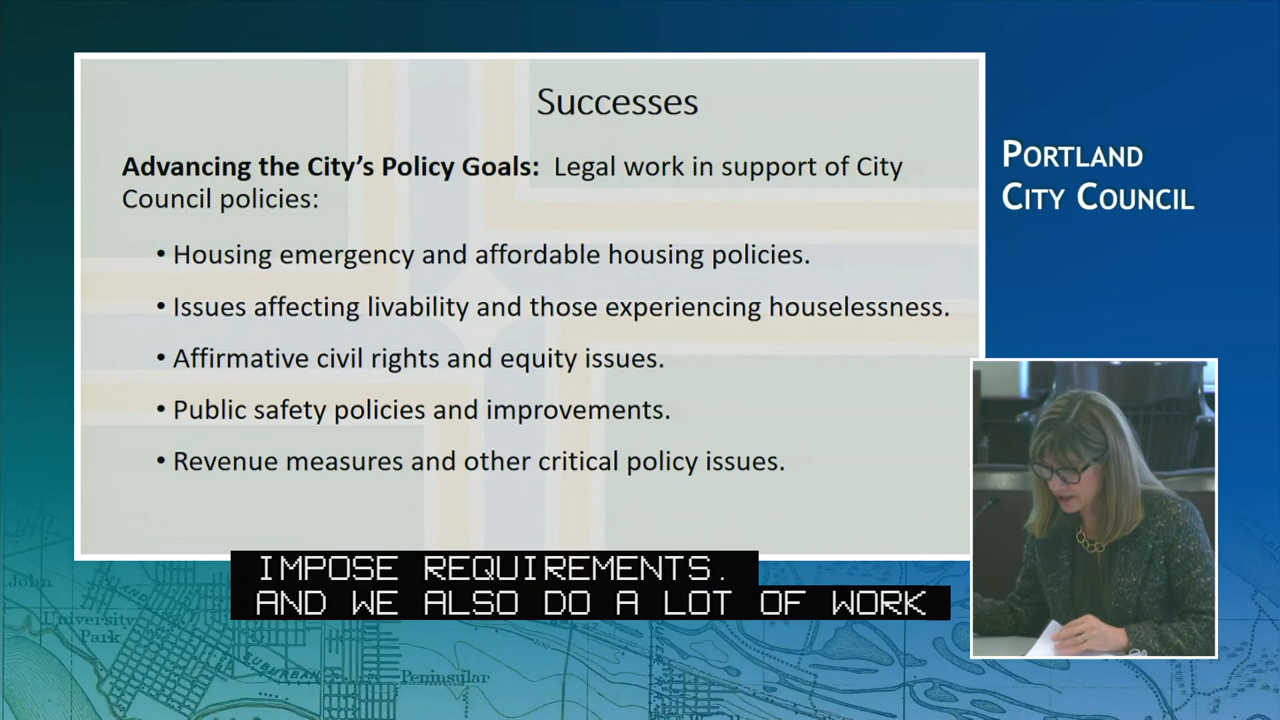 Successes
Advancing the City's Policy Goals:  Legal work in support of City
Council policies:
• Housing emergency and affordable housing policies.
• Issues affecting livability and those experiencing houselessness.
• Affirmative civil rights and equity issues.
• Public safety policies and improvements.
• Revenue measures and other critical policy issues.
PORTLAND
CITY COUNCIL
IMPOSE REQUIREMENTS.
AND WE ALSO DO A LOT OF WORK
John
University
Park
SUBURBAN
Peninsular